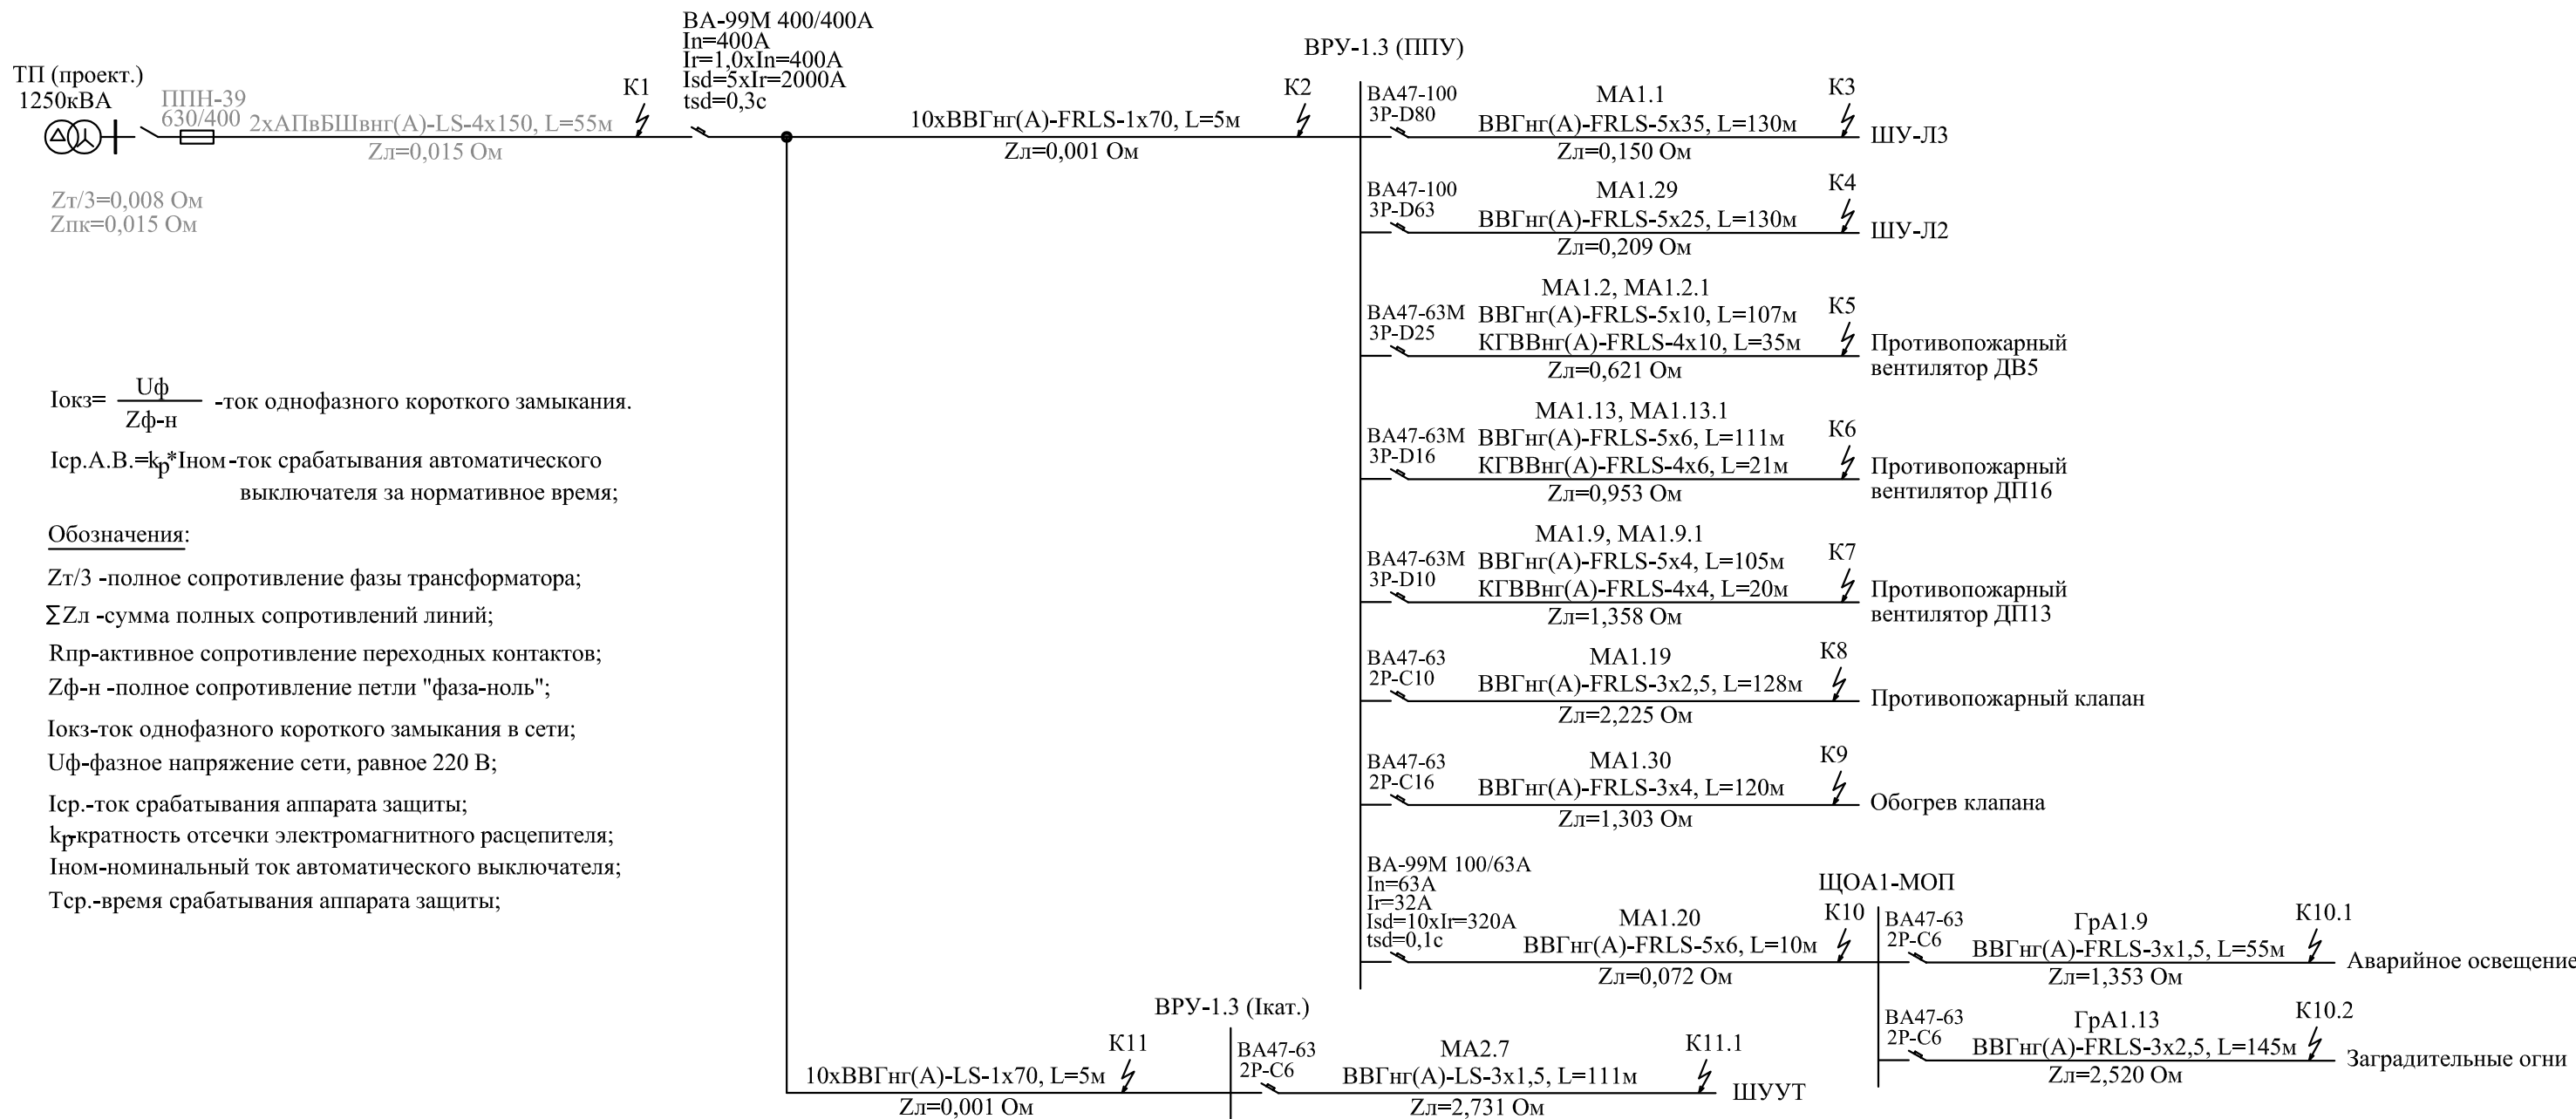 ТП (проект.)
1250кВА
ППН-39
630/400
2хАПвБШвнг(А)-LS-4х150, L=55м
Zл=0,015 Ом
Zт/3=0,008 Ом
Zпк=0,015 Ом
К1
ВА-99М 400/400А
In=400А
Ir=1,0xIn=400А
Isd=5xIr=2000А
tsd=0,3с
10хВВГнг(А)-FRLS-1х70, L=5м
Zл=0,001 Ом
К2
ВРУ-1.3 (ППУ)
ВА47-100
3Р-D80
МА1.1
ВВГнг(А)-FRLS-5х35, L=130м
Zл=0,150 Ом
К3
ШУ-Л3
ВА47-100
3Р-D63
МА1.29
ВВГнг(А)-FRLS-5х25, L=130м
Zл=0,209 Ом
К4
ШУ-Л2
ВА47-63М
3Р-D25
МА1.2, МА1.2.1
ВВГнг(А)-FRLS-5х10, L=107м
КГВВнг(А)-FRLS-4х10, L=35м
Zл=0,621 Ом
К5
Противопожарный
вентилятор ДВ5
ВА47-63М
3Р-D16
МА1.13, МА1.13.1
ВВГнг(А)-FRLS-5х6, L=111м
КГВВнг(А)-FRLS-4х6, L=21м
Zл=0,953 Ом
К6
Противопожарный
вентилятор ДП16
ВА47-63М
3Р-D10
МА1.9, МА1.9.1
ВВГнг(А)-FRLS-5х4, L=105м
КГВВнг(А)-FRLS-4х4, L=20м
Zл=1,358 Ом
К7
Противопожарный
вентилятор ДП13
ВА47-63
2Р-С10
МА1.19
ВВГнг(А)-FRLS-3х2,5, L=128м
Zл=2,225 Ом
К8
Противопожарный клапан
ВА47-63
2Р-С16
МА1.30
ВВГнг(А)-FRLS-3х4, L=120м
Zл=1,303 Ом
К9
Обогрев клапана
ВА-99М 100/63А
In=63А
Ir=32А
Isd=10xIr=320А
tsd=0,1с
МА1.20
ВВГнг(А)-FRLS-5х6, L=10м
Zл=0,072 Ом
К10
ЩОА1-МОП
ВА47-63
2Р-С6
ГрА1.9
ВВГнг(А)-FRLS-3х1,5, L=55м
Zл=1,353 Ом
К10.1
Аварийное освещение
ВА47-63
2Р-С6
ГрА1.13
ВВГнг(А)-FRLS-3х2,5, L=145м
Zл=2,520 Ом
К10.2
Заградительные огни
10хВВГнг(А)-LS-1х70, L=5м
Zл=0,001 Ом
К11
ВРУ-1.3 (Iкат.)
ВА47-63
2Р-С6
МА2.7
ВВГнг(А)-LS-3х1,5, L=111м
Zл=2,731 Ом
К11.1
ШУУТ
Iокз= Uф / Zф-н -ток однофазного короткого замыкания.
Iср.А.В.=kр*Iном-ток срабатывания автоматического
выключателя за нормативное время;
Обозначения:
Zт/3 -полное сопротивление фазы трансформатора;
∑Zл -сумма полных сопротивлений линий;
Rпр-активное сопротивление переходных контактов;
Zф-н -полное сопротивление петли "фаза-ноль";
Iокз-ток однофазного короткого замыкания в сети;
Uф-фазное напряжение сети, равное 220 В;
Iср.-ток срабатывания аппарата защиты;
kр-кратность отсечки электромагнитного расцепителя;
Iном-номинальный ток автоматического выключателя;
Тср.-время срабатывания аппарата защиты;